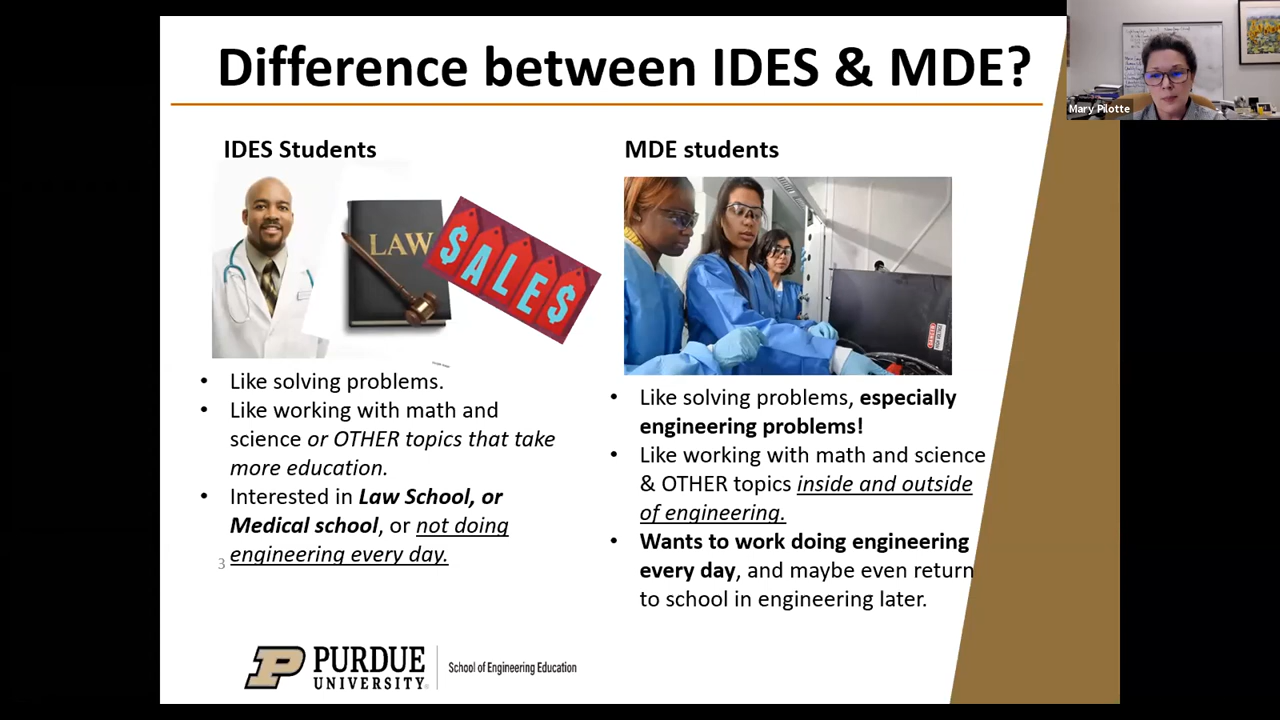 Difference between IDES & MDE?
Mary Pilotte
IDES Students
LAW
$ALE$
• Like solving problems.
• Like working with math and
science or OTHER topics that take
more education.
• Interested in Law School, or
Medical school, or not doing
engineering every day.
3
MDE students
DANGER
• Like solving problems, especially
engineering problems!
• Like working with math and science
& OTHER topics inside and outside
of engineering.
• Wants to work doing engineering
every day, and maybe even return
to school in engineering later.
P PURDUE
UNIVERSITY®
School of Engineering Education